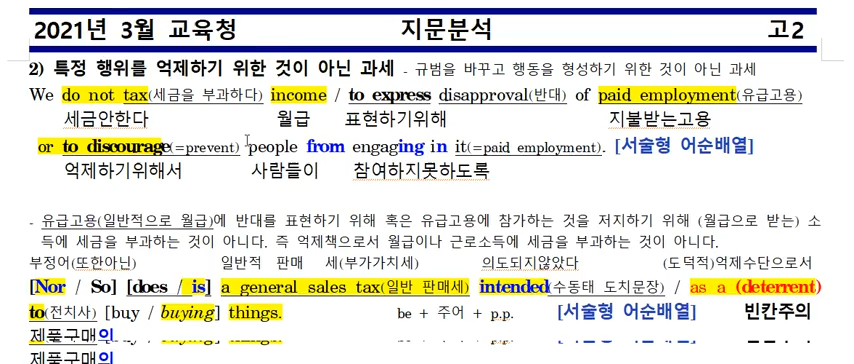 2021년 3월 교육청 지문분석 고2
2) 특정 행위를 억제하기 위한 것이 아닌 과세 - 규범을 바꾸고 행동을 형성하기 위한 것이 아닌 과세
We do not tax(세금을 부과하다) income / to express disapproval(반대) of paid employment(유급고용)
세금안한다 월급 표현하기위해 지불받는고용
or to discourage(=prevent) people from engaging in it(=paid employment). [서술형 어순배열]
억제하기위해서 사람들이 참여하지못하도록
- 유급고용(일반적으로 월급)에 반대를 표현하기 위해 혹은 유급고용에 참가하는 것을 저지하기 위해 (월급으로 받는) 소
득에 세금을 부과하는 것이 아니다. 즉 억제책으로서 월급이나 근로소득에 세금을 부과하는 것이 아니다.
부정어(또한아닌) 일반적 판매 세(부가가치세) 의도되지않았다 (도덕적)억제수단으로서
[Nor / So] [does / is] a general sales tax(일반 판매세) intended(수동태 도치문장) / as a (deterrent)
to(전치사) [buy / buying] things. be + 주어 + p.p. [서술형 어순배열] 빈칸주의
제품구매의
제품구매의